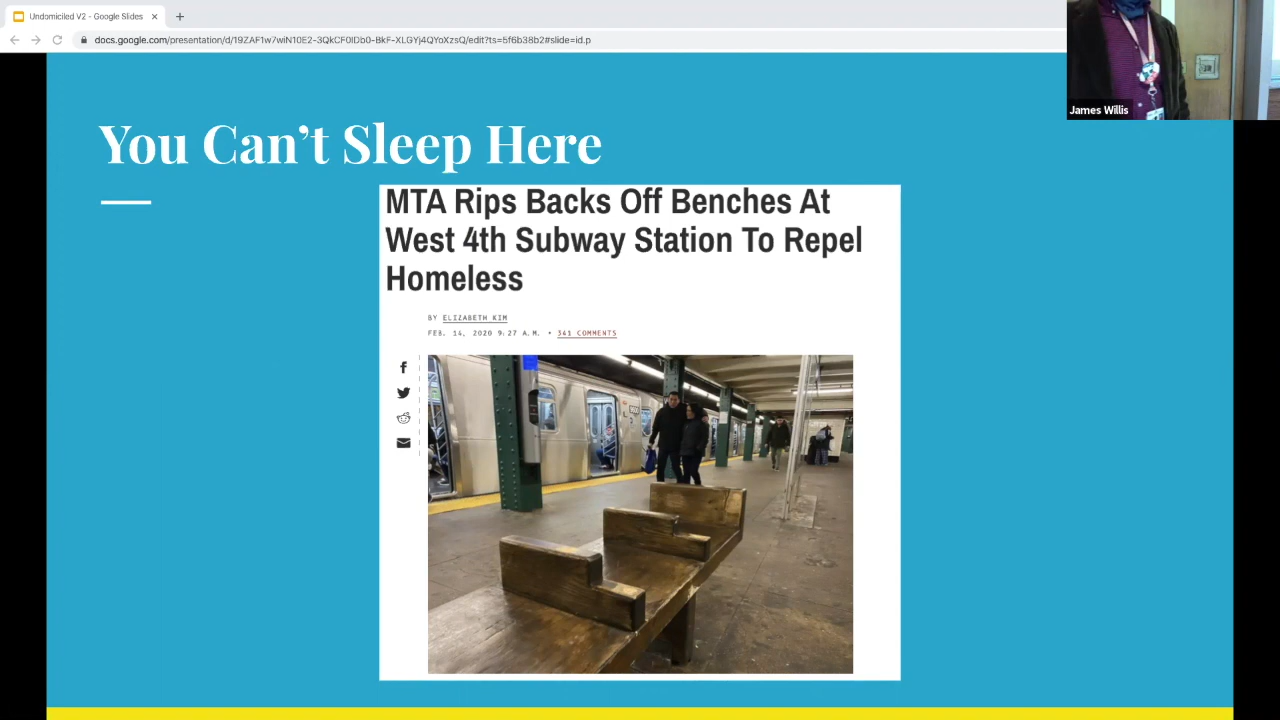 Undomiciled V2 - Google Slides
docs.google.com/presentation/d/19ZAF1w7wiN10E2-3QkCF0IDb0-BkF-XLGYj4QYoXzsQ/edit?ts=5f6b38b2#slide=id.p
James Willis
You Can’t Sleep Here
MTA Rips Backs Off Benches At
West 4th Subway Station To Repel
Homeless
BY ELIZABETH KIM
FEB. 14, 2020 9:27 A.M. • 341 COMMENTS